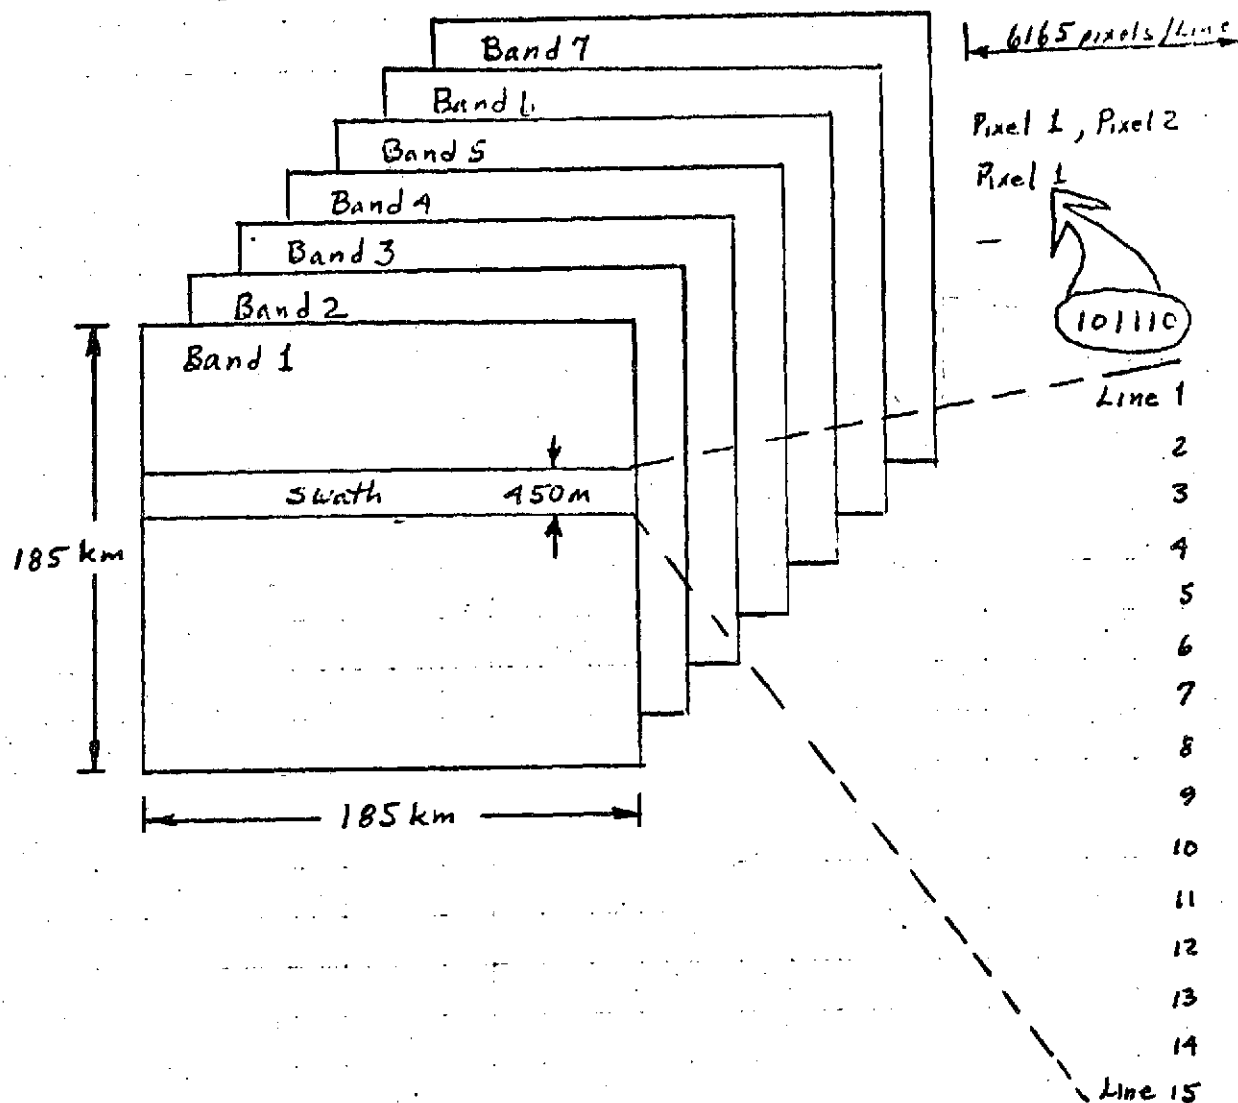 Band 7
6165 pixels/Line
Band 6
Pixel 1, Pixel 2
Band 5
Pixel 1
Band 4
Band 3
—
Band 2
101110
Band 1
Line 1
2
Swath 450m
3
185 km
4
5
6
7
8
9
185 km
10
11
12
13
14
Line 15